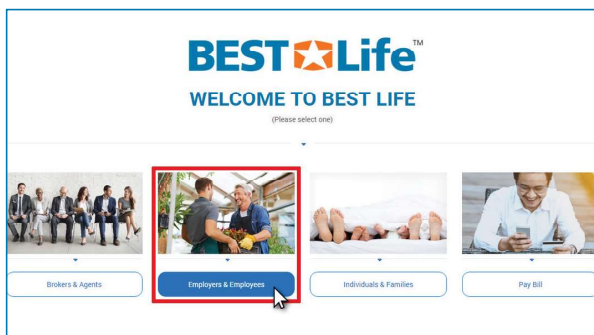 BEST Life™
WELCOME TO BEST LIFE
(Please select one)
Brokers & Agents
Employers & Employees
Individuals & Families
Pay Bill